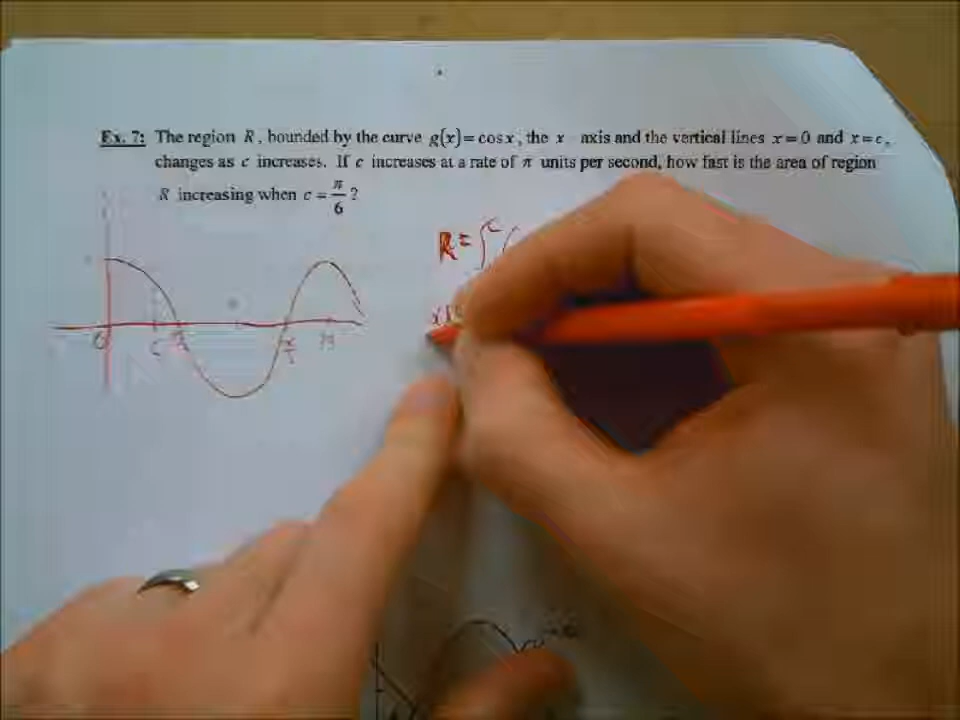 Ex. 7: The region R, bounded by the curve g(x)=cosx, the x axis and the vertical lines x=0 and x=c,
changes as c increases. If c increases at a rate of π units per second, how fast is the area of region
R increasing when c = π/6?
R = ∫ c (
0 c